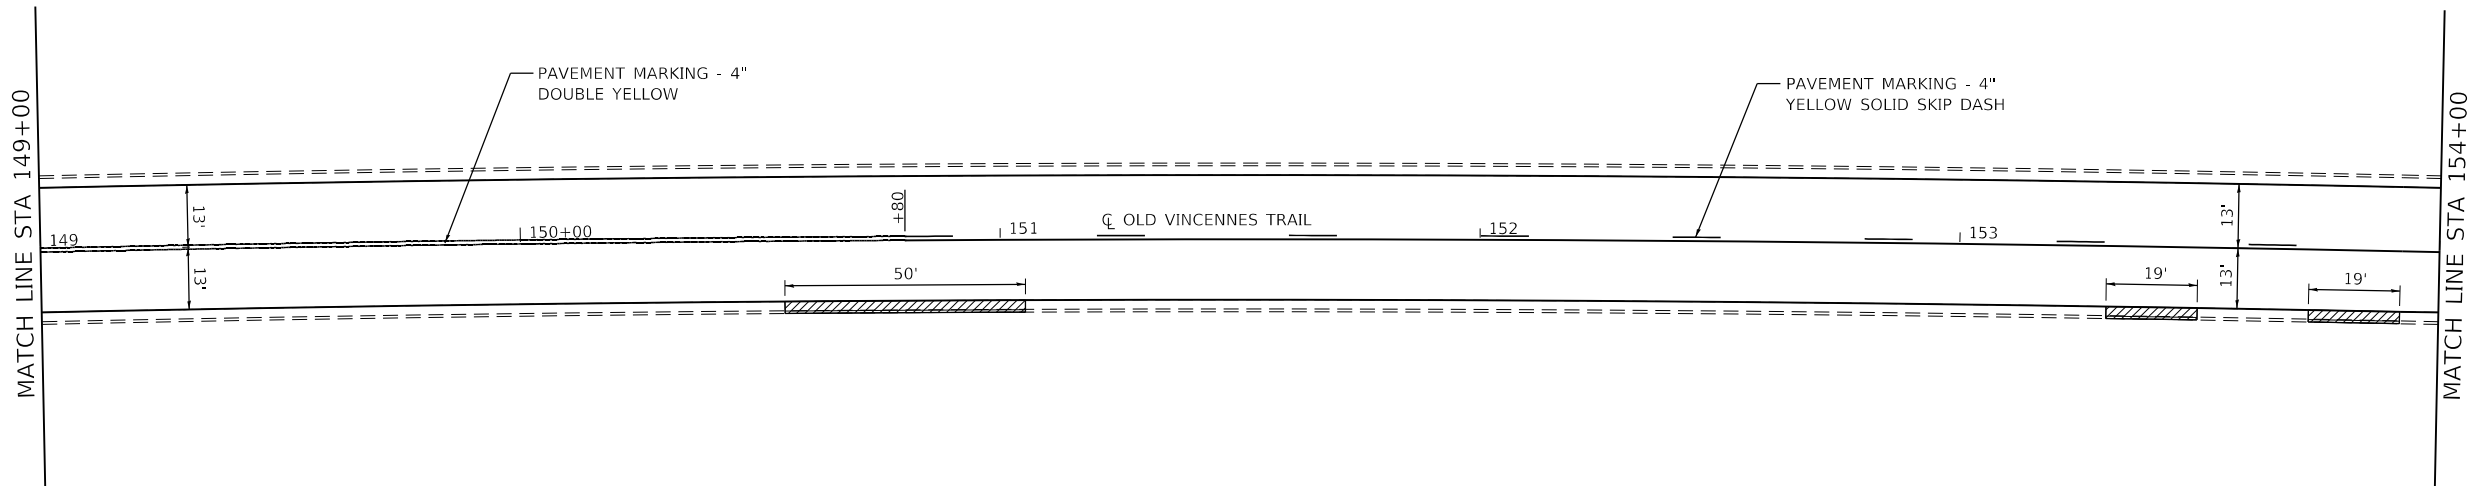 PAVEMENT MARKING - 4"
DOUBLE YELLOW
PAVEMENT MARKING - 4"
YELLOW SOLID SKIP DASH
MATCH LINE STA 149+00
149
13'
13'
150+00
+80
151
℄ OLD VINCENNES TRAIL
152
153
13'
13'
50'
19'
19'
MATCH LINE STA 154+00